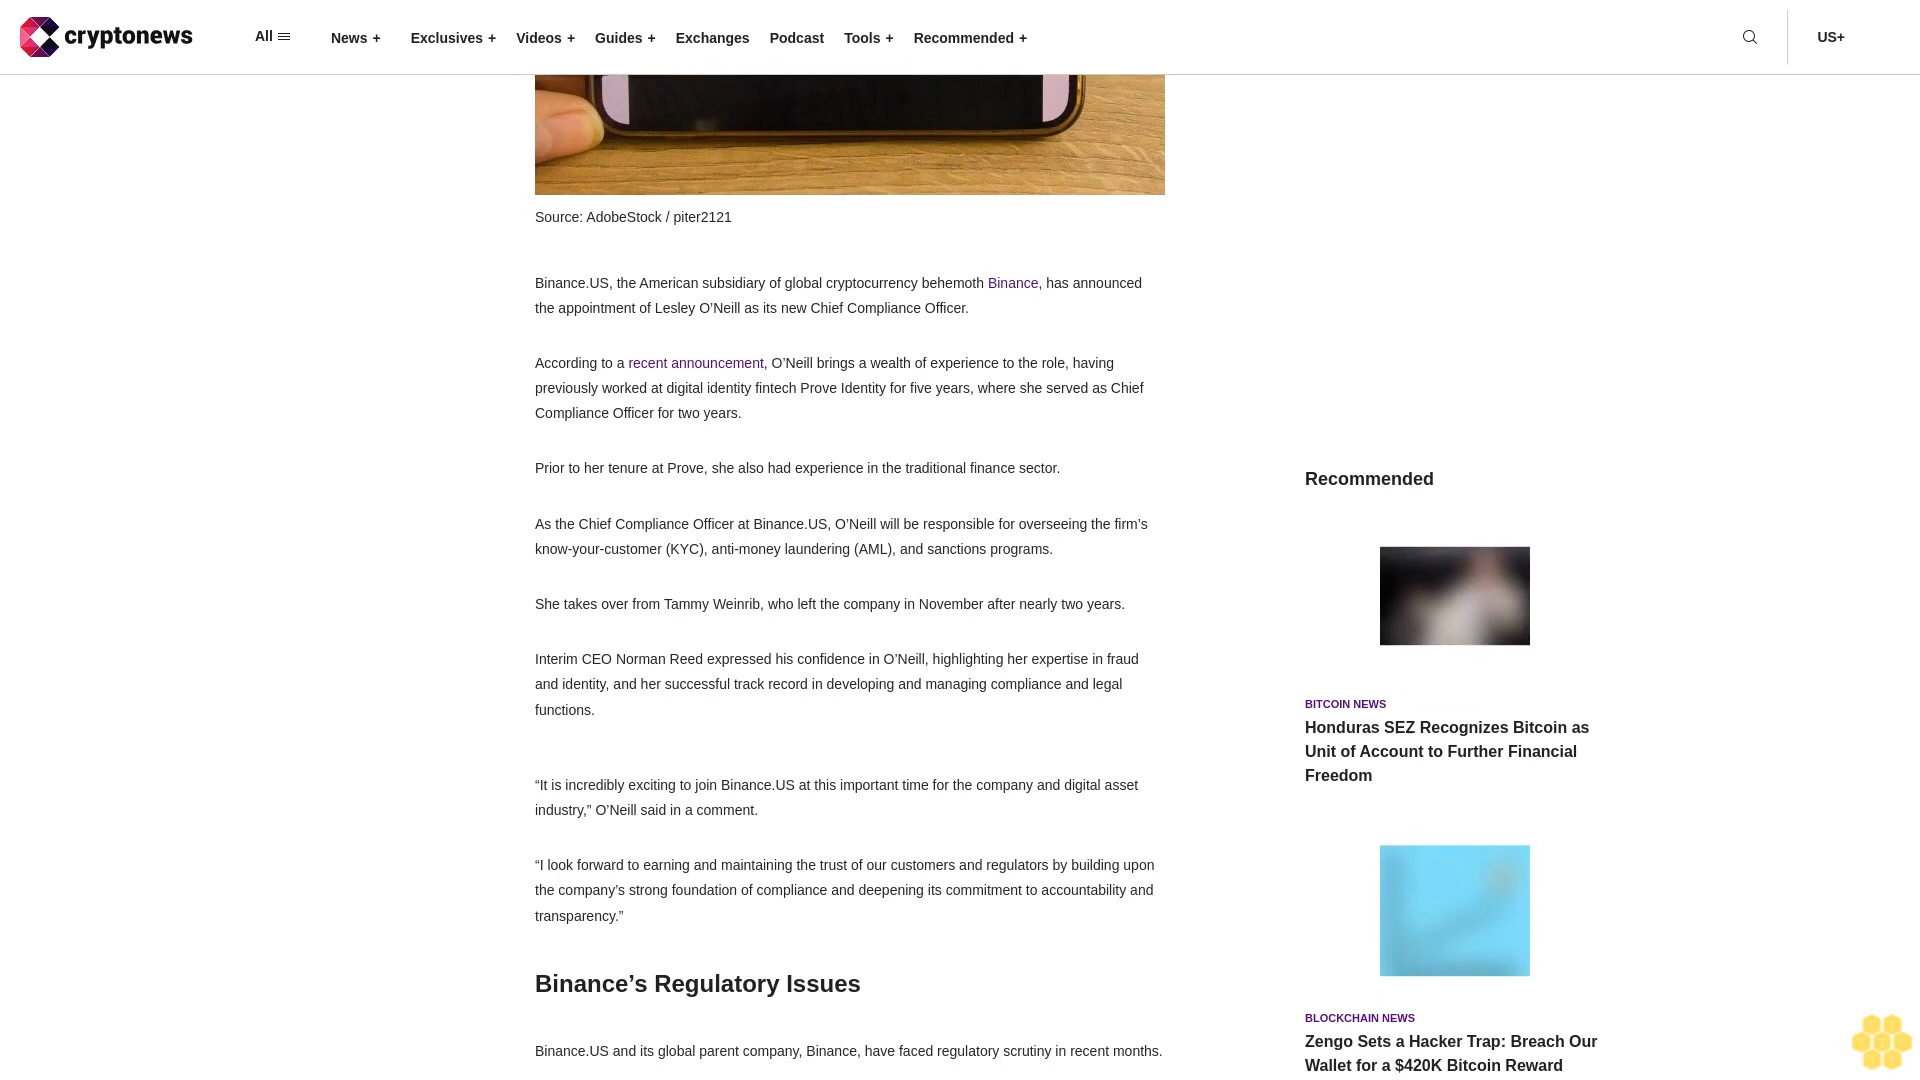 cryptonews
All
News +
Exclusives +
Videos +
Guides +
Exchanges
Podcast
Tools +
Recommended +
US+
Source: AdobeStock / piter2121
Binance.US, the American subsidiary of global cryptocurrency behemoth Binance, has announced
the appointment of Lesley O’Neill as its new Chief Compliance Officer.
According to a recent announcement, O’Neill brings a wealth of experience to the role, having
previously worked at digital identity fintech Prove Identity for five years, where she served as Chief
Compliance Officer for two years.
Prior to her tenure at Prove, she also had experience in the traditional finance sector.
As the Chief Compliance Officer at Binance.US, O’Neill will be responsible for overseeing the firm’s
know-your-customer (KYC), anti-money laundering (AML), and sanctions programs.
She takes over from Tammy Weinrib, who left the company in November after nearly two years.
Interim CEO Norman Reed expressed his confidence in O’Neill, highlighting her expertise in fraud
and identity, and her successful track record in developing and managing compliance and legal
functions.
“It is incredibly exciting to join Binance.US at this important time for the company and digital asset
industry,” O’Neill said in a comment.
“I look forward to earning and maintaining the trust of our customers and regulators by building upon
the company’s strong foundation of compliance and deepening its commitment to accountability and
transparency.”
Binance’s Regulatory Issues
Binance.US and its global parent company, Binance, have faced regulatory scrutiny in recent months.
Recommended
BITCOIN NEWS
Honduras SEZ Recognizes Bitcoin as
Unit of Account to Further Financial
Freedom
BLOCKCHAIN NEWS
Zengo Sets a Hacker Trap: Breach Our
Wallet for a $420K Bitcoin Reward